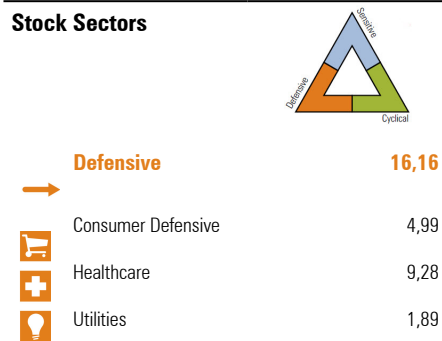 Stock Sectors
Sensitive
Defensive
Cyclical
Defensive 16,16
Consumer Defensive 4,99
Healthcare 9,28
Utilities 1,89